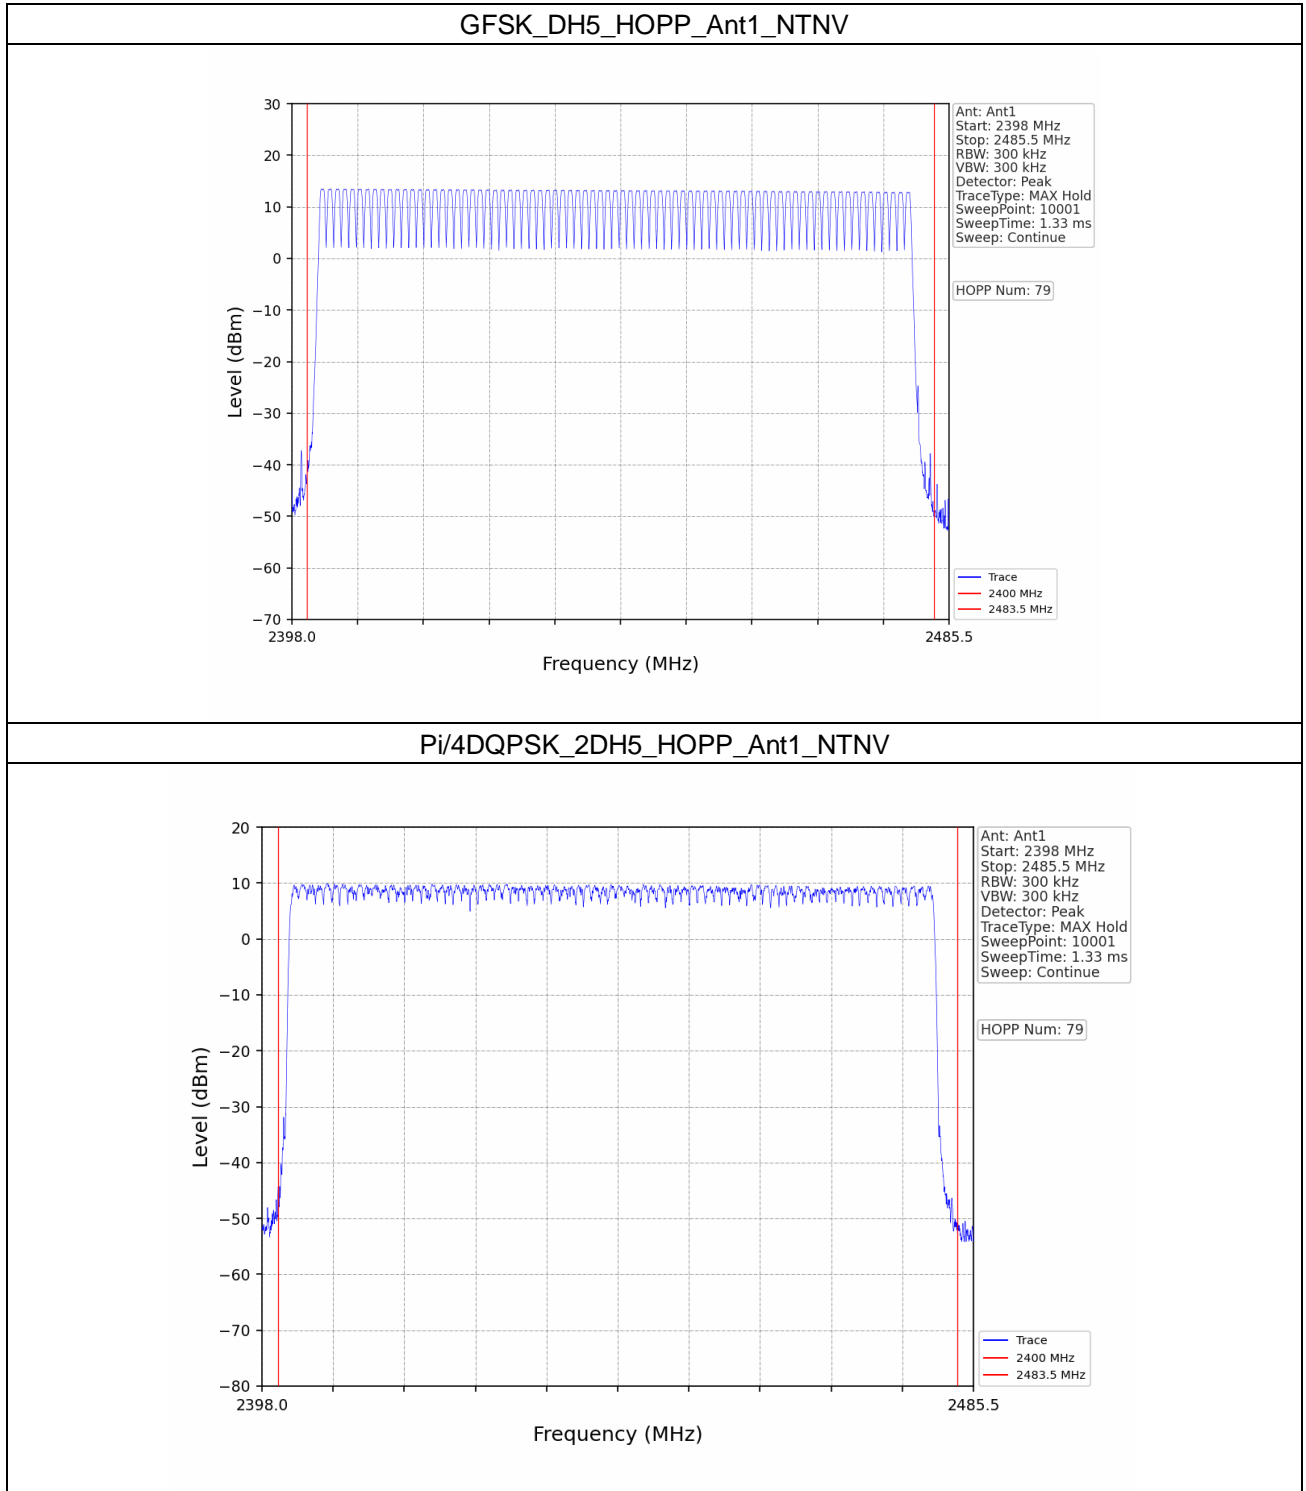 GFSK_DH5_HOPP_Ant1_NTNV
30
20
10
0
−10
−20
−30
−40
−50
−60
−70
Level (dBm)
2398.0
2485.5
Frequency (MHz)
Ant: Ant1
Start: 2398 MHz
Stop: 2485.5 MHz
RBW: 300 kHz
VBW: 300 kHz
Detector: Peak
TraceType: MAX Hold
SweepPoint: 10001
SweepTime: 1.33 ms
Sweep: Continue
HOPP Num: 79
Trace
2400 MHz
2483.5 MHz
Pi/4DQPSK_2DH5_HOPP_Ant1_NTNV
20
10
0
−10
−20
−30
−40
−50
−60
−70
−80
Level (dBm)
2398.0
2485.5
Frequency (MHz)
Ant: Ant1
Start: 2398 MHz
Stop: 2485.5 MHz
RBW: 300 kHz
VBW: 300 kHz
Detector: Peak
TraceType: MAX Hold
SweepPoint: 10001
SweepTime: 1.33 ms
Sweep: Continue
HOPP Num: 79
Trace
2400 MHz
2483.5 MHz